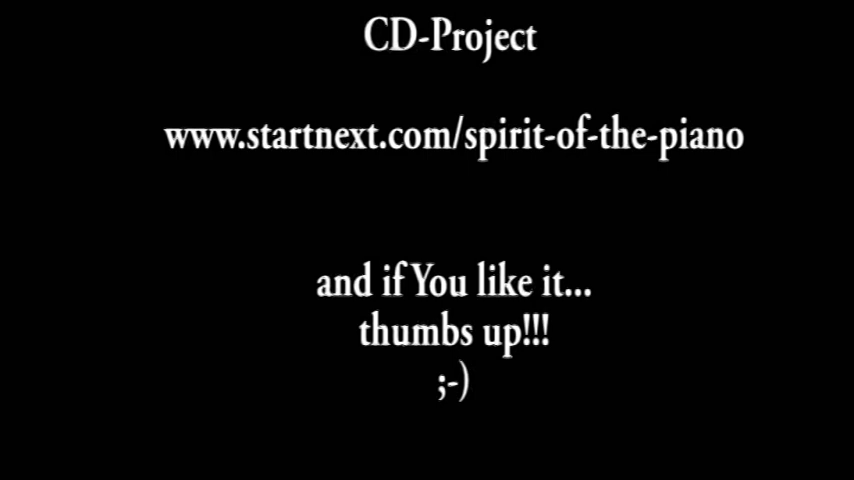 CD-Project
www.startnext.com/spirit-of-the-piano
and if You like it...
thumbs up!!!
;-)